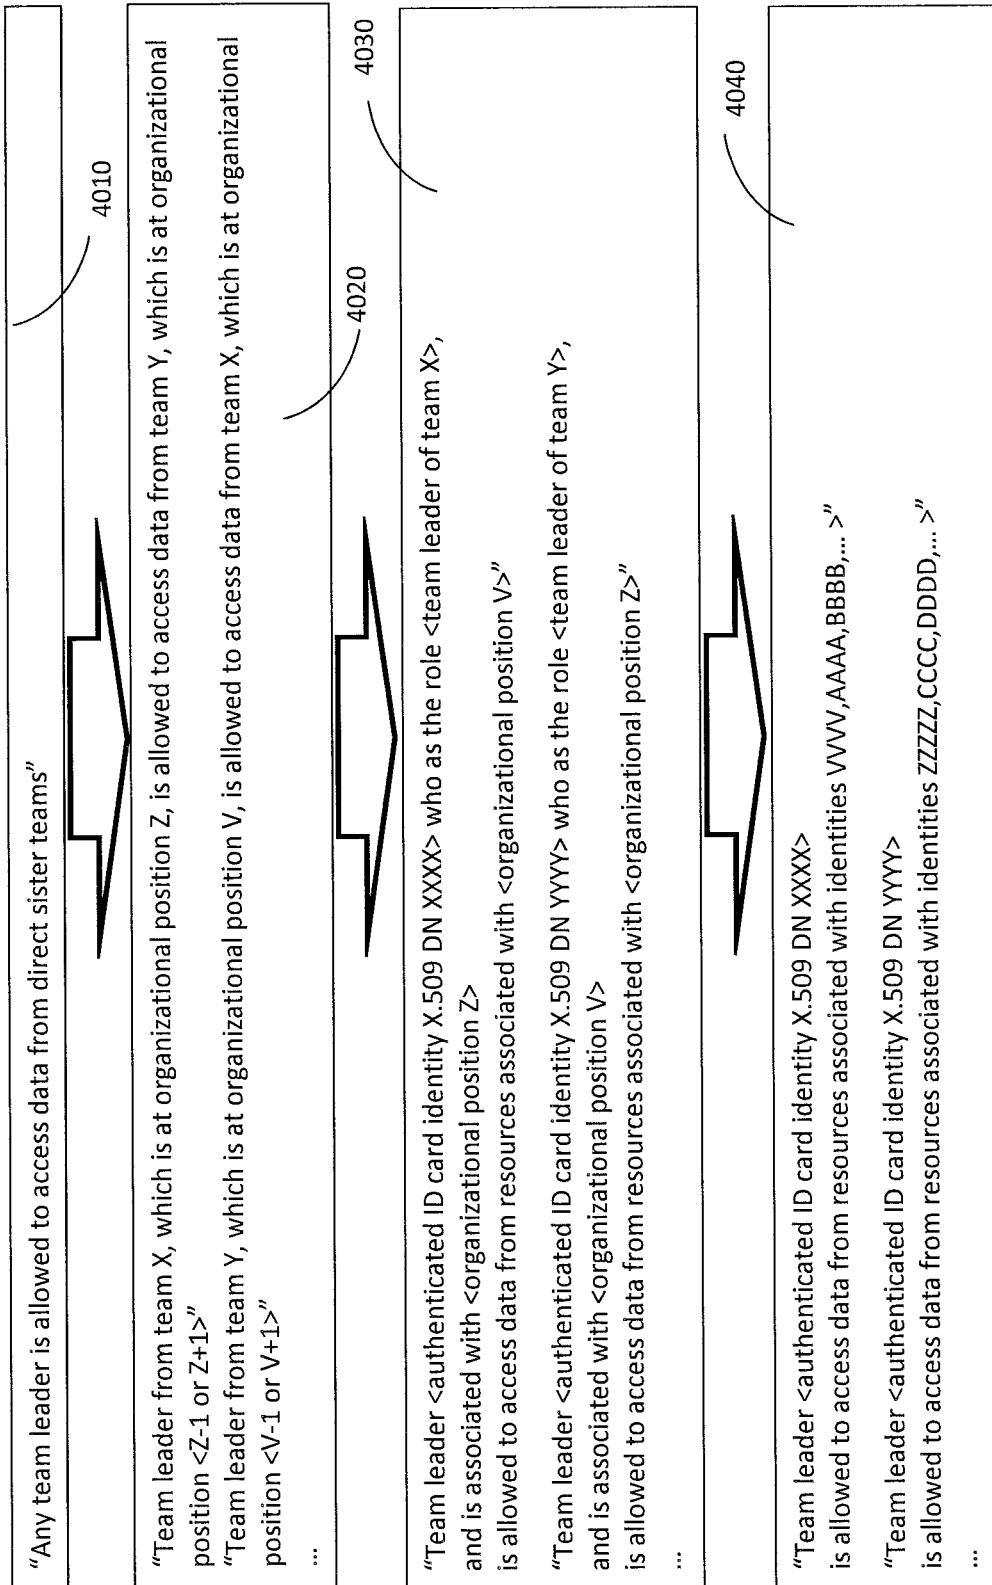 “Any team leader is allowed to access data from direct sister teams”
4010
“Team leader from team X, which is at organizational position Z, is allowed to access data from team Y, which is at organizational
position <Z-1 or Z+1>”
“Team leader from team Y, which is at organizational position V, is allowed to access data from team X, which is at organizational
position <V-1 or V+1>”
...
4020
4030
“Team leader <authenticated ID card identity X.509 DN XXXX> who as the role <team leader of team X>,
and is associated with <organizational position Z>
is allowed to access data from resources associated with <organizational position V>”
“Team leader <authenticated ID card identity X.509 DN YYYY> who as the role <team leader of team Y>,
and is associated with <organizational position V>
is allowed to access data from resources associated with <organizational position Z>”
...
4040
“Team leader <authenticated ID card identity X.509 DN XXXX>
is allowed to access data from resources associated with identities VVVV,AAAA,BBBB,... >”
“Team leader <authenticated ID card identity X.509 DN YYYY>
is allowed to access data from resources associated with identities ZZZZZ,CCCC,DDDD,... >”
...